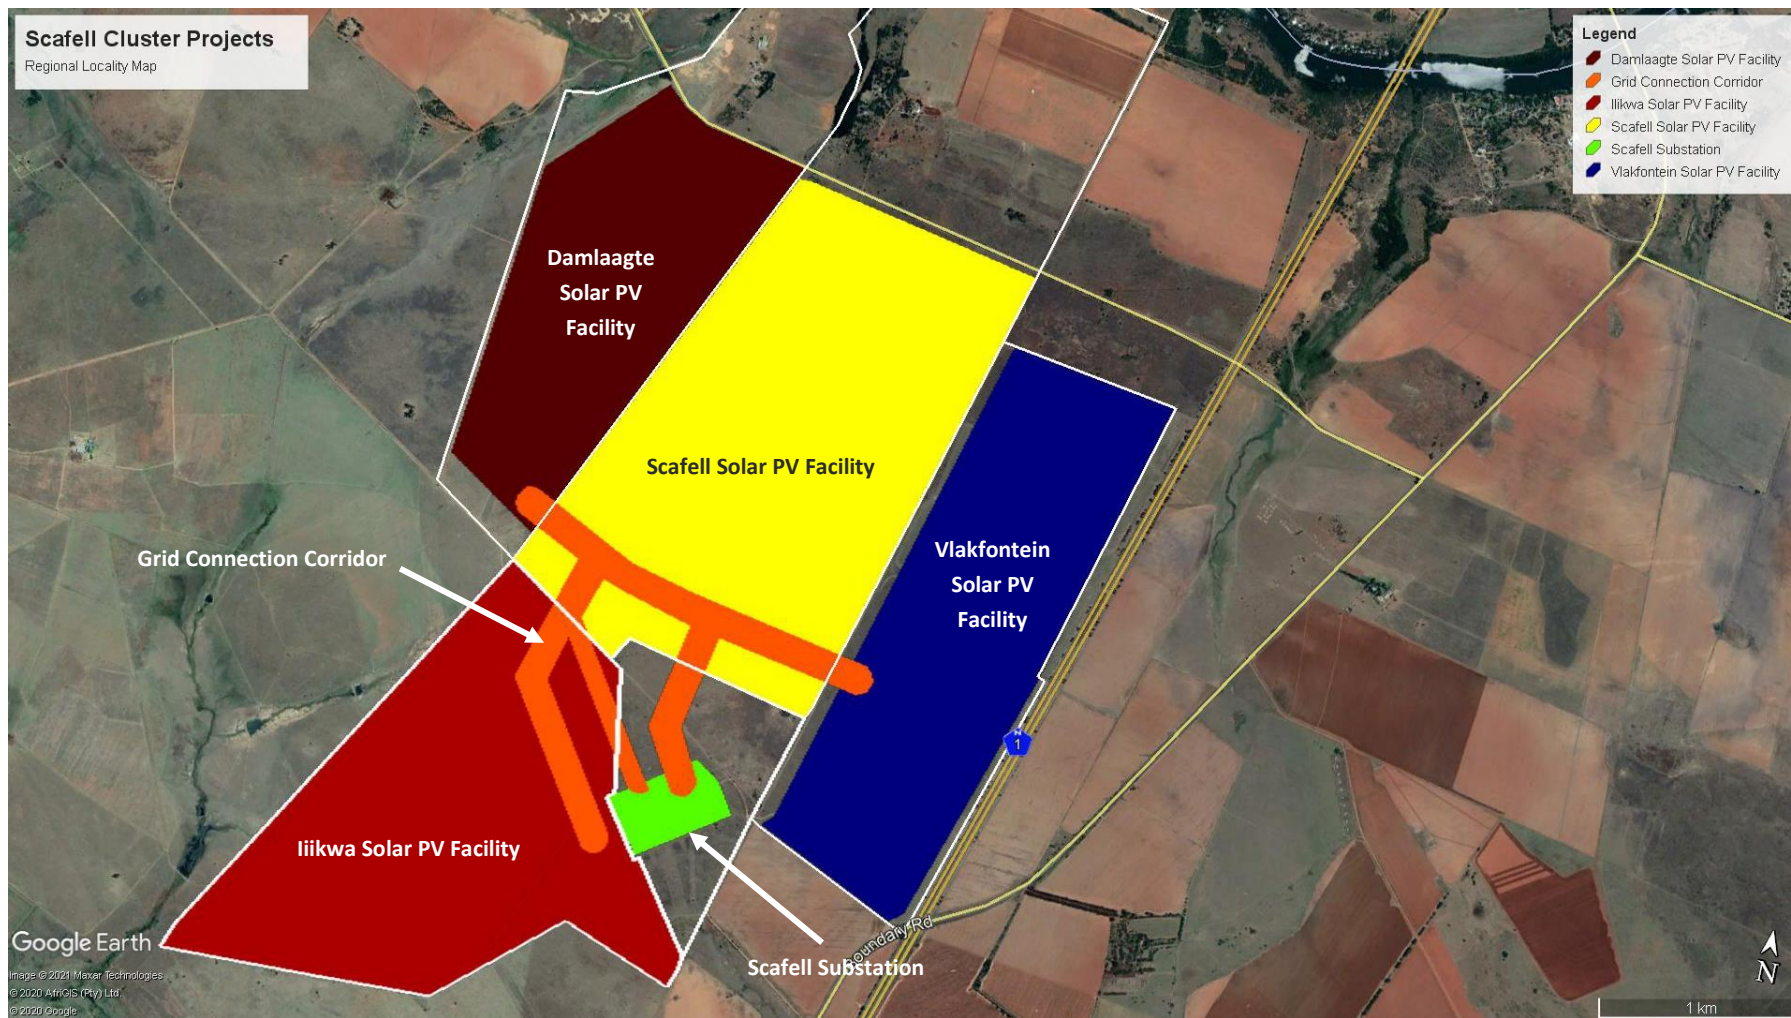 Scafell Cluster Projects
Regional Locality Map
Legend
Damlaagte Solar PV Facility
Grid Connection Corridor
Ilikwa Solar PV Facility
Scafell Solar PV Facility
Scafell Substation
Vlakfontein Solar PV Facility
Damlaagte
Solar PV
Facility
Scafell Solar PV Facility
Vlakfontein
Solar PV
Facility
Grid Connection Corridor
N
1
Iiikwa Solar PV Facility
Boundary Rd
Scafell Substation
Google Earth
Image © 2021 Maxar Technologies
© 2020 AfriGIS (Pty) Ltd.
© 2020 Google
N
1 km